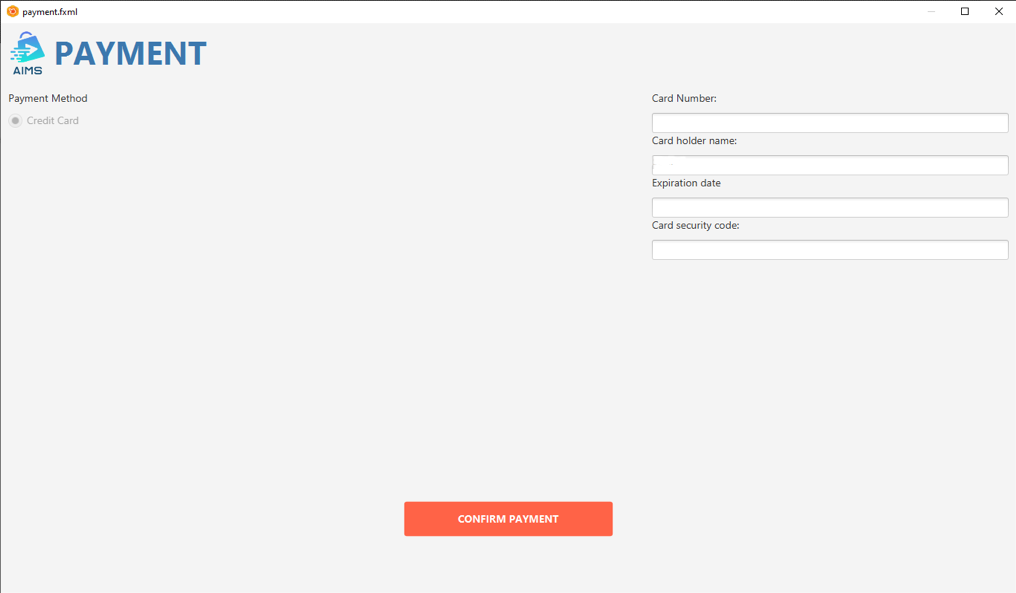 payment.fxml
AIMS
PAYMENT
Payment Method
Credit Card
Card Number:
Card holder name:
Expiration date
Card security code:
CONFIRM PAYMENT